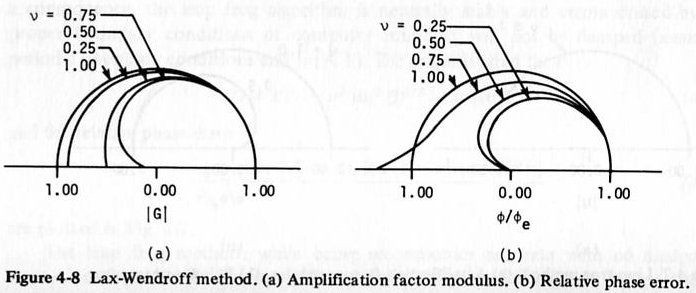 ν = 0.75
0.50
0.25
1.00
1.00
0.00
1.00
|G|
(a)
ν = 0.25
0.50
0.75
1.00
1.00
0.00
1.00
ϕ/ϕe
(b)
Figure 4-8 Lax-Wendroff method. (a) Amplification factor modulus. (b) Relative phase error.